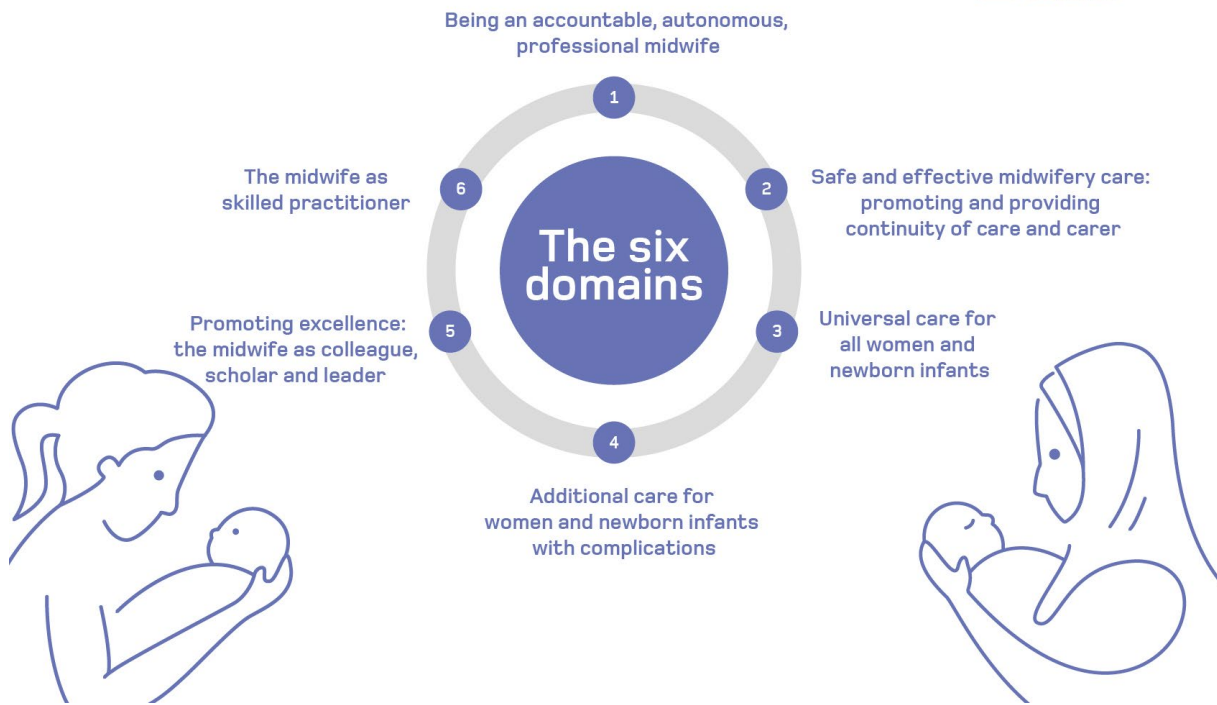 Being an accountable, autonomous,
professional midwife
1
The midwife as
skilled practitioner
6
2
Safe and effective midwifery care:
promoting and providing
continuity of care and carer
The six
domains
Promoting excellence:
the midwife as colleague,
scholar and leader
5
3
Universal care for
all women and
newborn infants
4
Additional care for
women and newborn infants
with complications